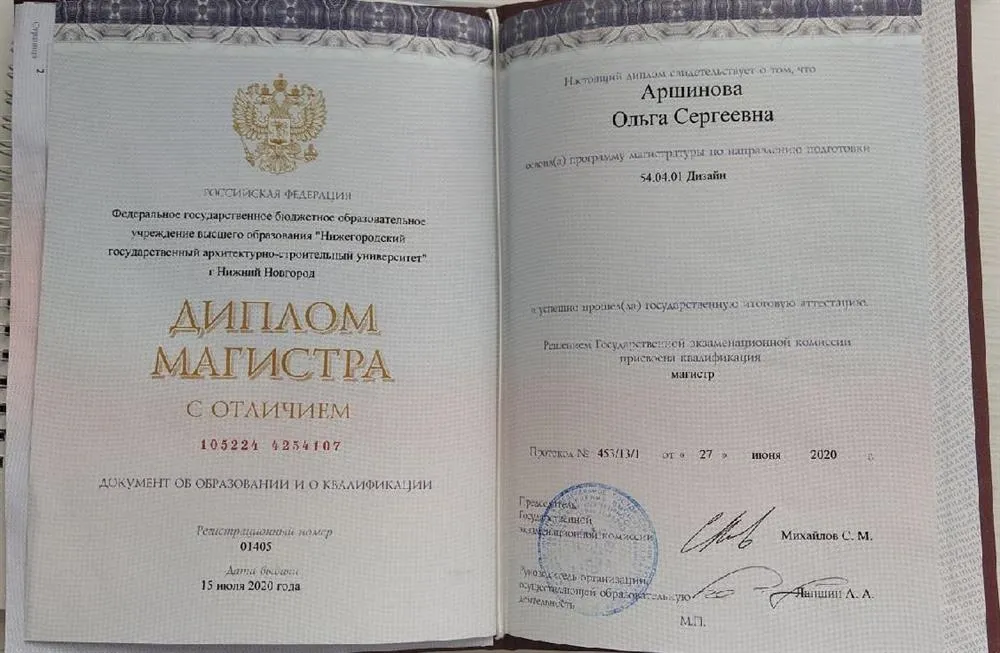 Страница 2
РОССИЙСКАЯ ФЕДЕРАЦИЯ
Федеральное государственное бюджетное образовательное
учреждение высшего образования "Нижегородский
государственный архитектурно-строительный университет"
г Нижний Новгород
ДИПЛОМ
МАГИСТРА
С ОТЛИЧИЕМ
105224 4254107
ДОКУМЕНТ ОБ ОБРАЗОВАНИИ И О КВАЛИФИКАЦИИ
Регистрационный номер
01405
Дата выдачи
15 июля 2020 года
Настоящий диплом свидетельствует о том, что
Аршинова
Ольга Сергеевна
освоил(а) программу магистратуры по направлению подготовки
54.04.01 Дизайн
и успешно прошел(ла) государственную итоговую аттестацию.
Решением Государственной экзаменационной комиссии
присвоена квалификация
магистр
Протокол № 453/13/1 от « 27 » июня 2020 г.
Председатель
Государственной
экзаменационной комиссии
Михайлов С. М.
Руководитель организации,
осуществляющей образовательную
деятельность
Лапшин А. А.
М.П.